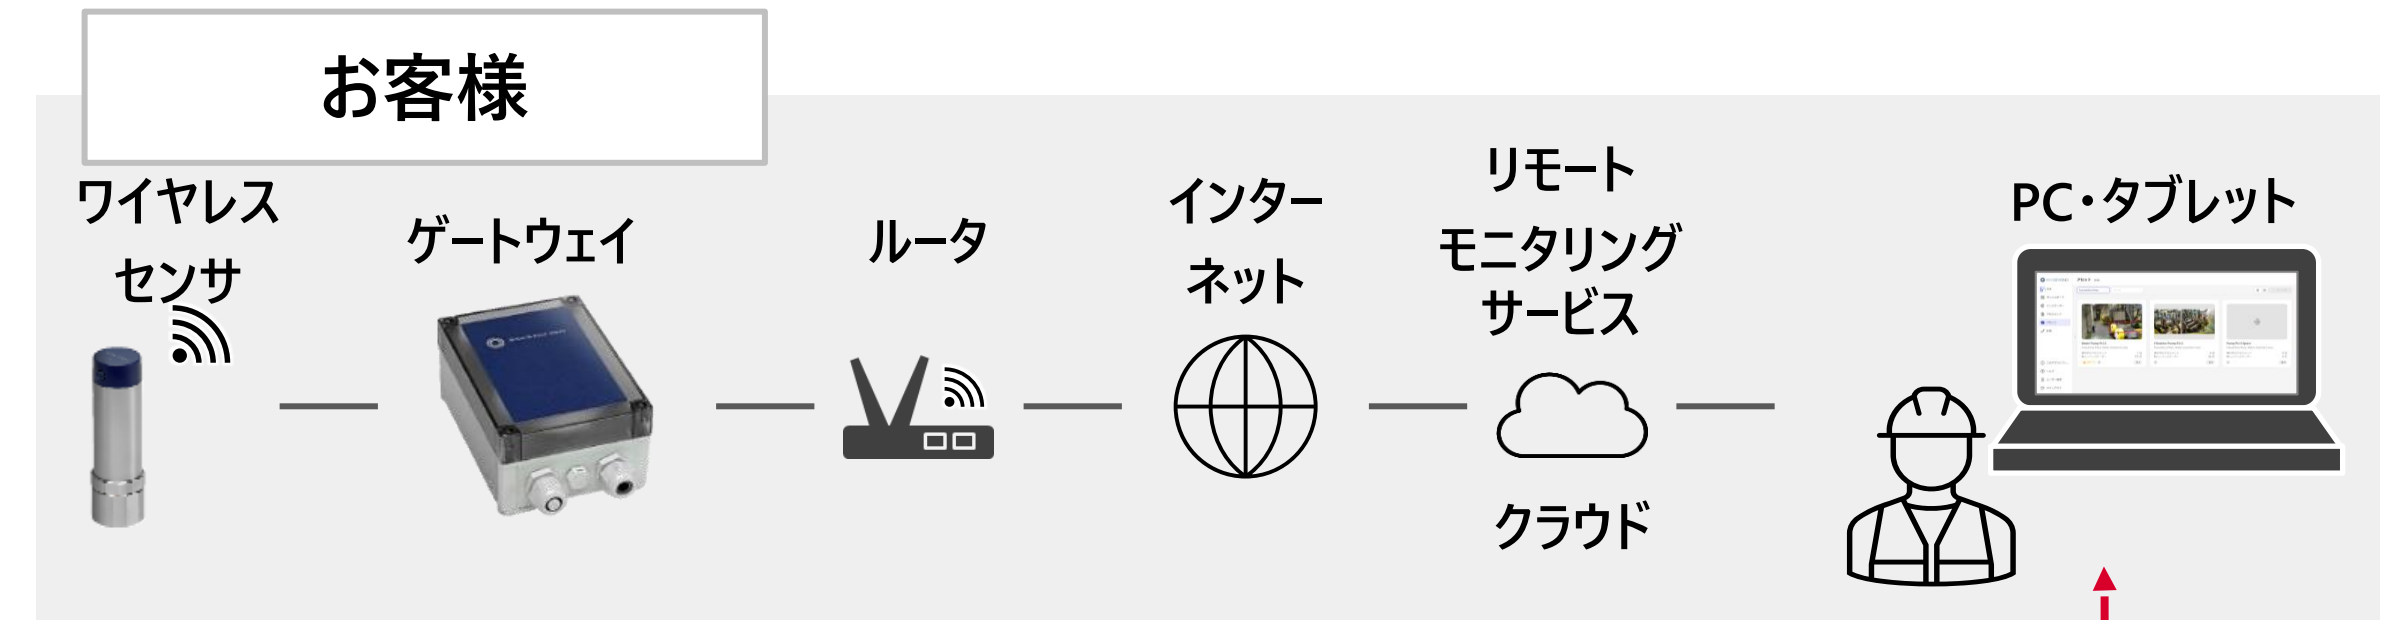 お客様
ワイヤレス
センサ
ゲートウェイ
ルータ
インター
ネット
リモート
モニタリング
サービス
クラウド
PC・タブレット